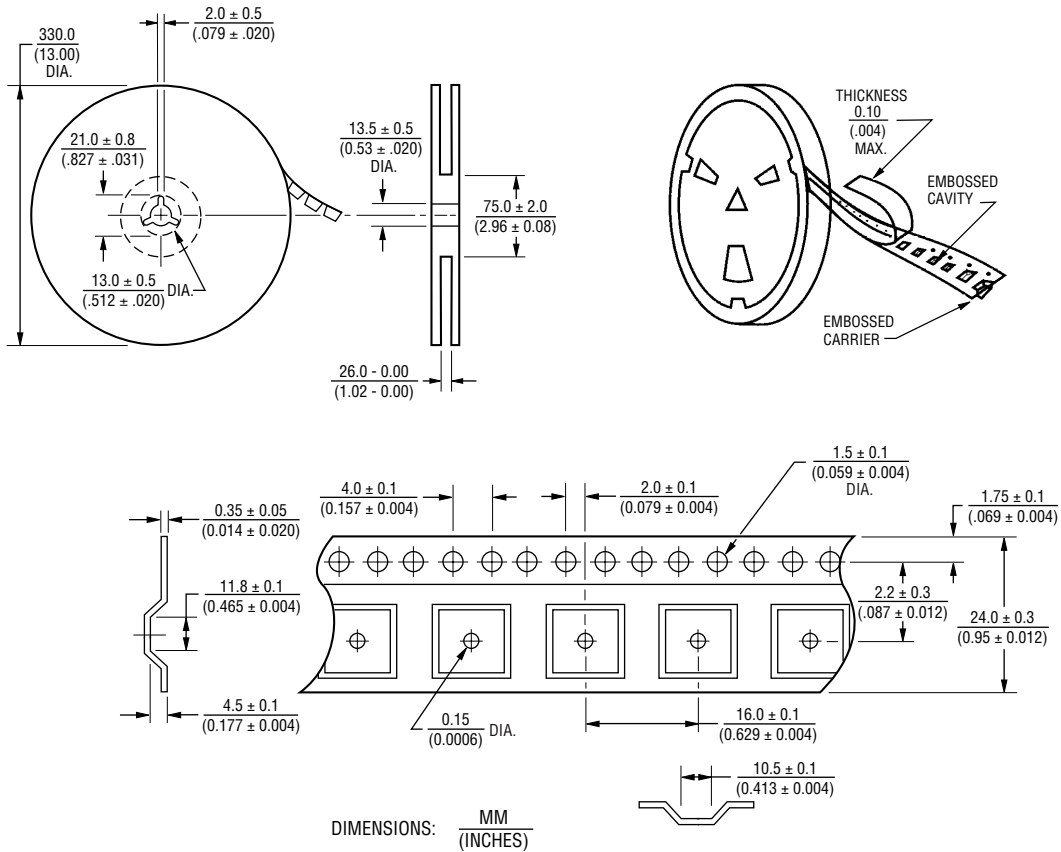 2.0 ± 0.5
(.079 ± .020)
330.0
(13.00)
DIA.
21.0 ± 0.8
(.827 ± .031)
13.0 ± 0.5
(.512 ± .020)
DIA.
13.5 ± 0.5
(0.53 ± .020)
DIA.
75.0 ± 2.0
(2.96 ± 0.08)
26.0 - 0.00
(1.02 - 0.00)
THICKNESS
0.10
(.004)
MAX.
EMBOSSED
CAVITY
EMBOSSED
CARRIER
0.35 ± 0.05
(0.014 ± 0.020)
11.8 ± 0.1
(0.465 ± 0.004)
4.5 ± 0.1
(0.177 ± 0.004)
4.0 ± 0.1
(0.157 ± 0.004)
2.0 ± 0.1
(0.079 ± 0.004)
1.5 ± 0.1
(0.059 ± 0.004)
DIA.
1.75 ± 0.1
(.069 ± 0.004)
2.2 ± 0.3
(.087 ± 0.012)
24.0 ± 0.3
(0.95 ± 0.012)
0.15
(0.0006)
DIA.
16.0 ± 0.1
(0.629 ± 0.004)
10.5 ± 0.1
(0.413 ± 0.004)
DIMENSIONS:
MM
(INCHES)